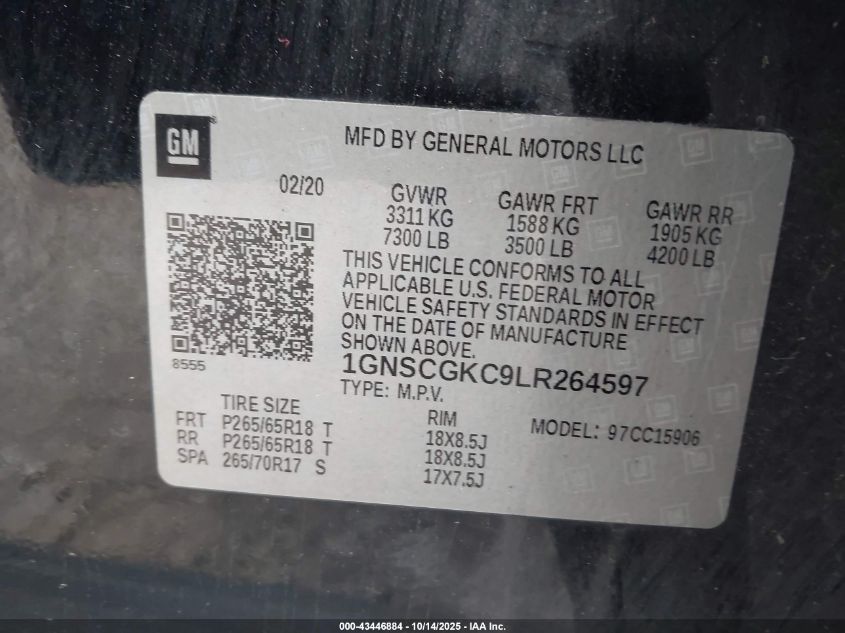 GM
MFD BY GENERAL MOTORS LLC
02/20
GVWR
3311 KG
7300 LB
GAWR FRT
1588 KG
3500 LB
GAWR RR
1905 KG
4200 LB
THIS VEHICLE CONFORMS TO ALL
APPLICABLE U.S. FEDERAL MOTOR
VEHICLE SAFETY STANDARDS IN EFFECT
ON THE DATE OF MANUFACTURE
SHOWN ABOVE.
8555
1GNSCGKC9LR264597
TYPE: M.P.V.
TIRE SIZE
RIM
MODEL: 97CC15906
FRT P265/65R18 T 18X8.5J
RR P265/65R18 T 18X8.5J
SPA 265/70R17 S 17X7.5J
000-43446884 - 10/14/2025 - IAA Inc.